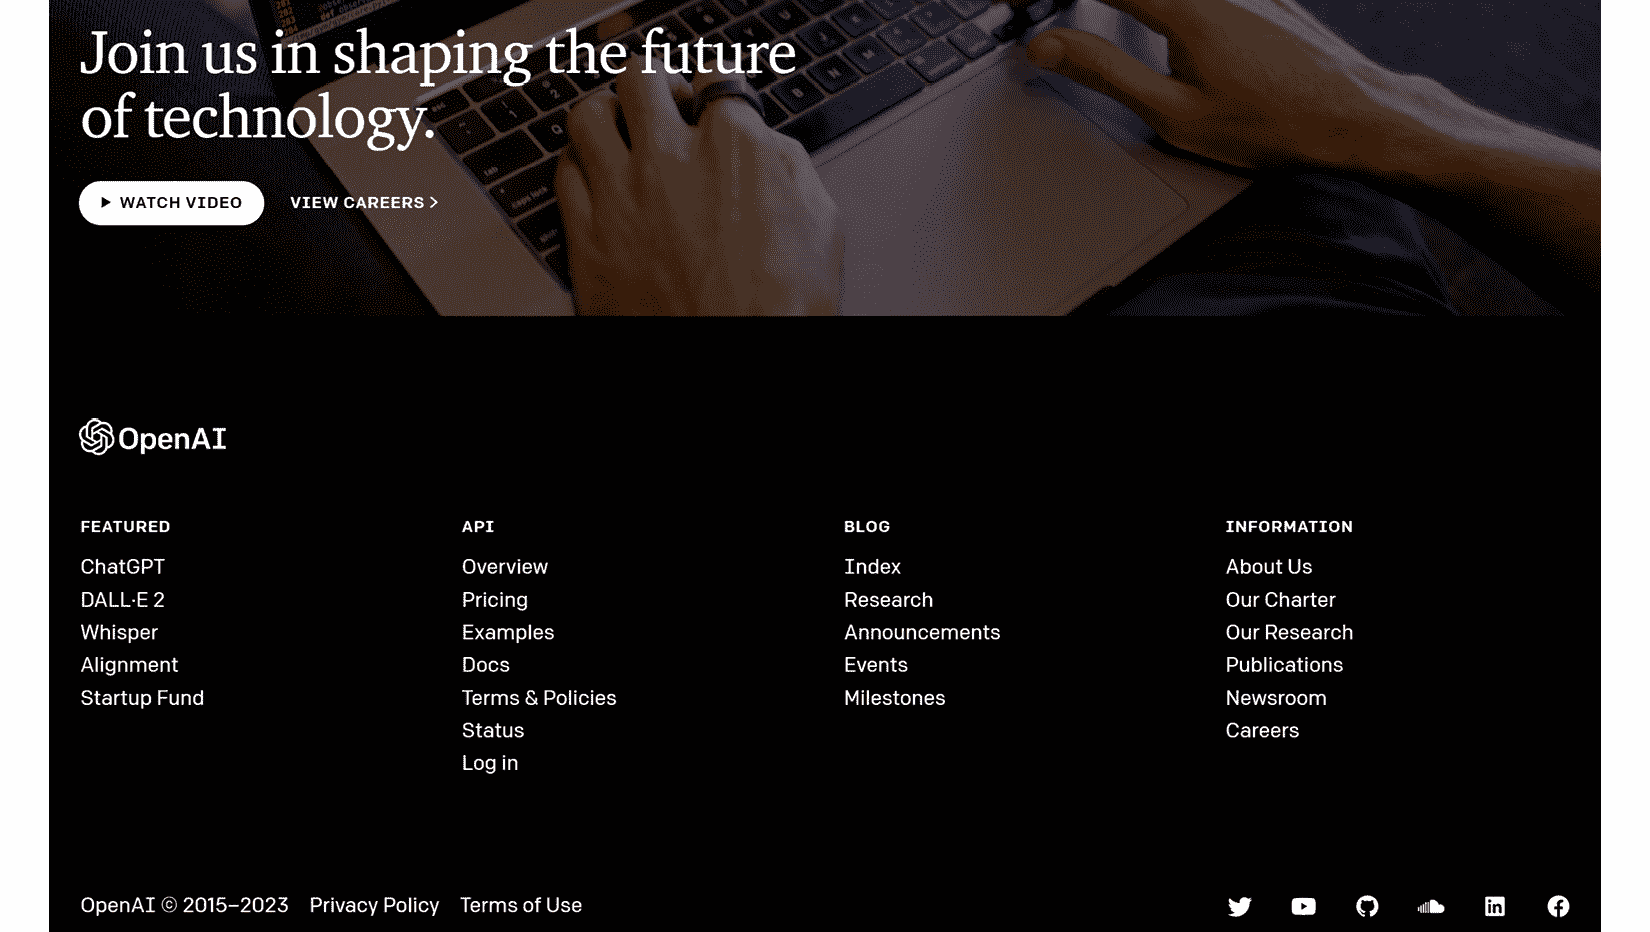 Join us in shaping the future
of technology.
WATCH VIDEO
VIEW CAREERS
OpenAI
FEATURED
ChatGPT
DALL·E 2
Whisper
Alignment
Startup Fund
API
Overview
Pricing
Examples
Docs
Terms & Policies
Status
Log in
BLOG
Index
Research
Announcements
Events
Milestones
INFORMATION
About Us
Our Charter
Our Research
Publications
Newsroom
Careers
OpenAI © 2015–2023 Privacy Policy Terms of Use